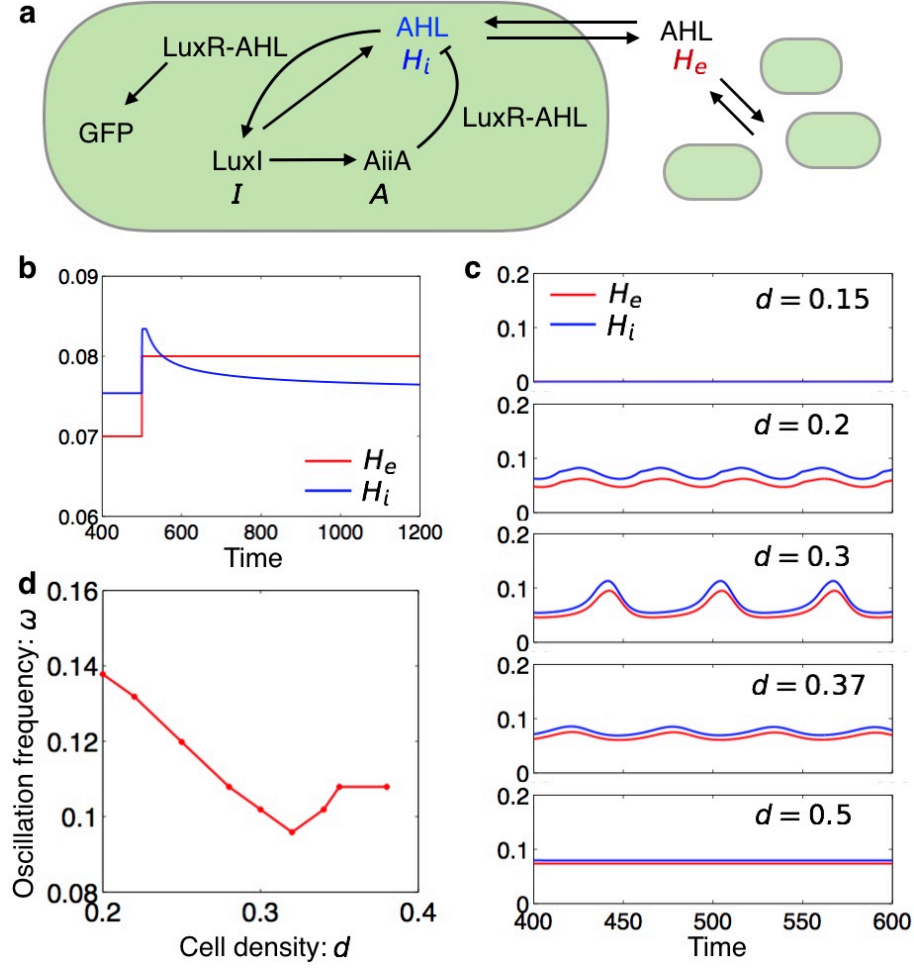 a
AHL
H_i
LuxR-AHL
GFP
LuxR-AHL
LuxI
I
AiiA
A
AHL
H_e
b
0.09
0.08
0.07
0.06
400 600 800 1000 1200
Time
H_e
H_i
c
H_e
H_i
d = 0.15
0.2
0.1
0
d = 0.2
0.2
0.1
0
d = 0.3
0.2
0.1
0
d = 0.37
0.2
0.1
0
d = 0.5
0.2
0.1
0
400 450 500 550 600
Time
d
Oscillation frequency: ω
0.16
0.14
0.12
0.1
0.08
0.2 0.3 0.4
Cell density: d